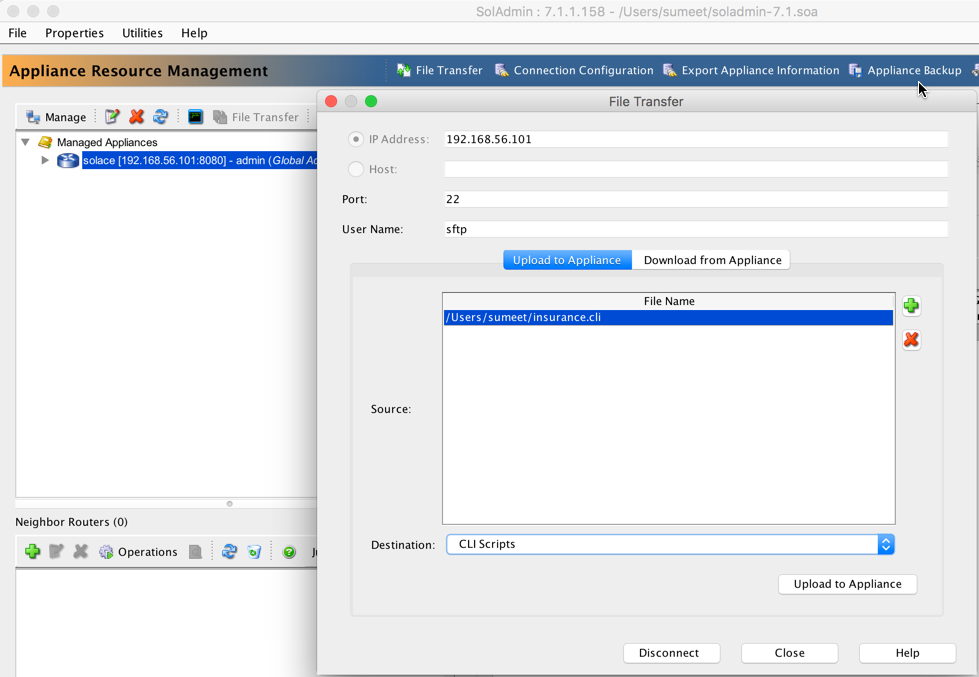 SolAdmin : 7.1.1.158 - /Users/sumeet/soladmin-7.1.soa
File Properties Utilities Help
Appliance Resource Management File Transfer Connection Configuration Export Appliance Information Appliance Backup
File Transfer
Manage File Transfer
Managed Appliances
solace [192.168.56.101:8080] - admin (Global
IP Address: 192.168.56.101
Host:
Port: 22
User Name: sftp
Upload to Appliance Download from Appliance
File Name
/Users/sumeet/insurance.cli
Source:
Neighbor Routers (0)
Operations
Destination: CLI Scripts
Upload to Appliance
Disconnect Close Help